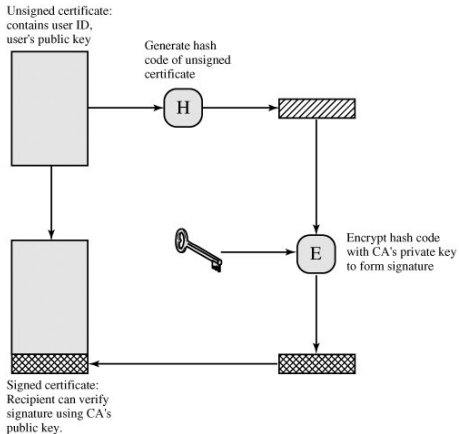 Unsigned certificate:
contains user ID,
user's public key
Generate hash
code of unsigned
certificate
H
E
Encrypt hash code
with CA's private key
to form signature
Signed certificate:
Recipient can verify
signature using CA's
public key.